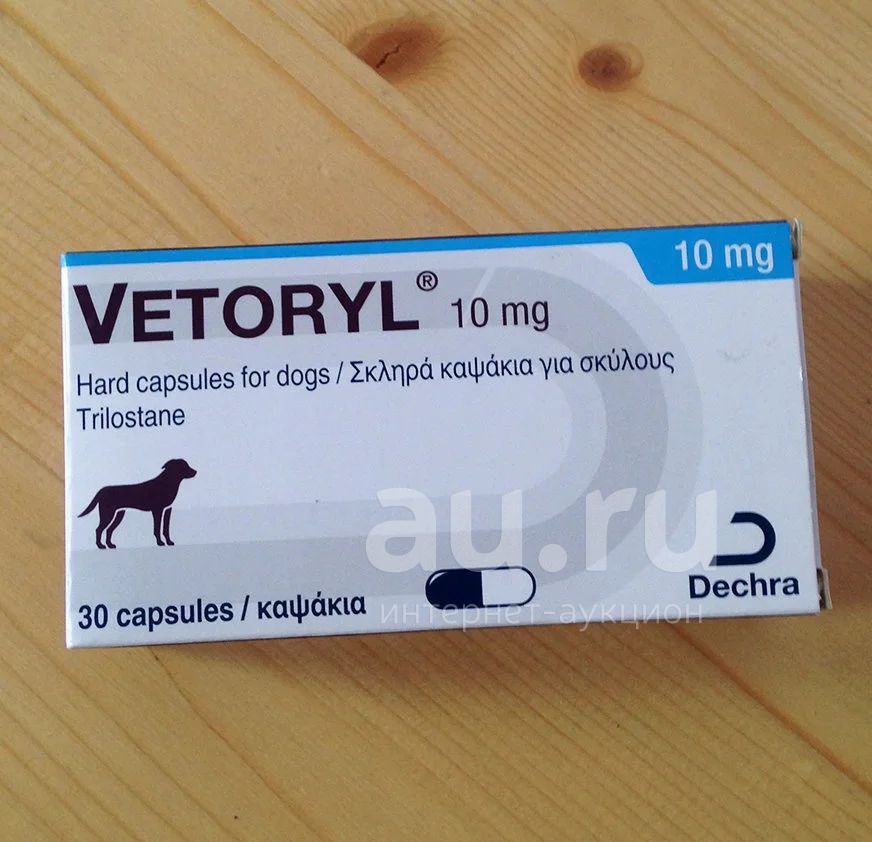 10 mg
VETORYL® 10 mg
Hard capsules for dogs / Σκληρά καψάκια για σκύλους
Trilostane
au.ru
интернет-аукцион
Dechra
30 capsules / καψάκια